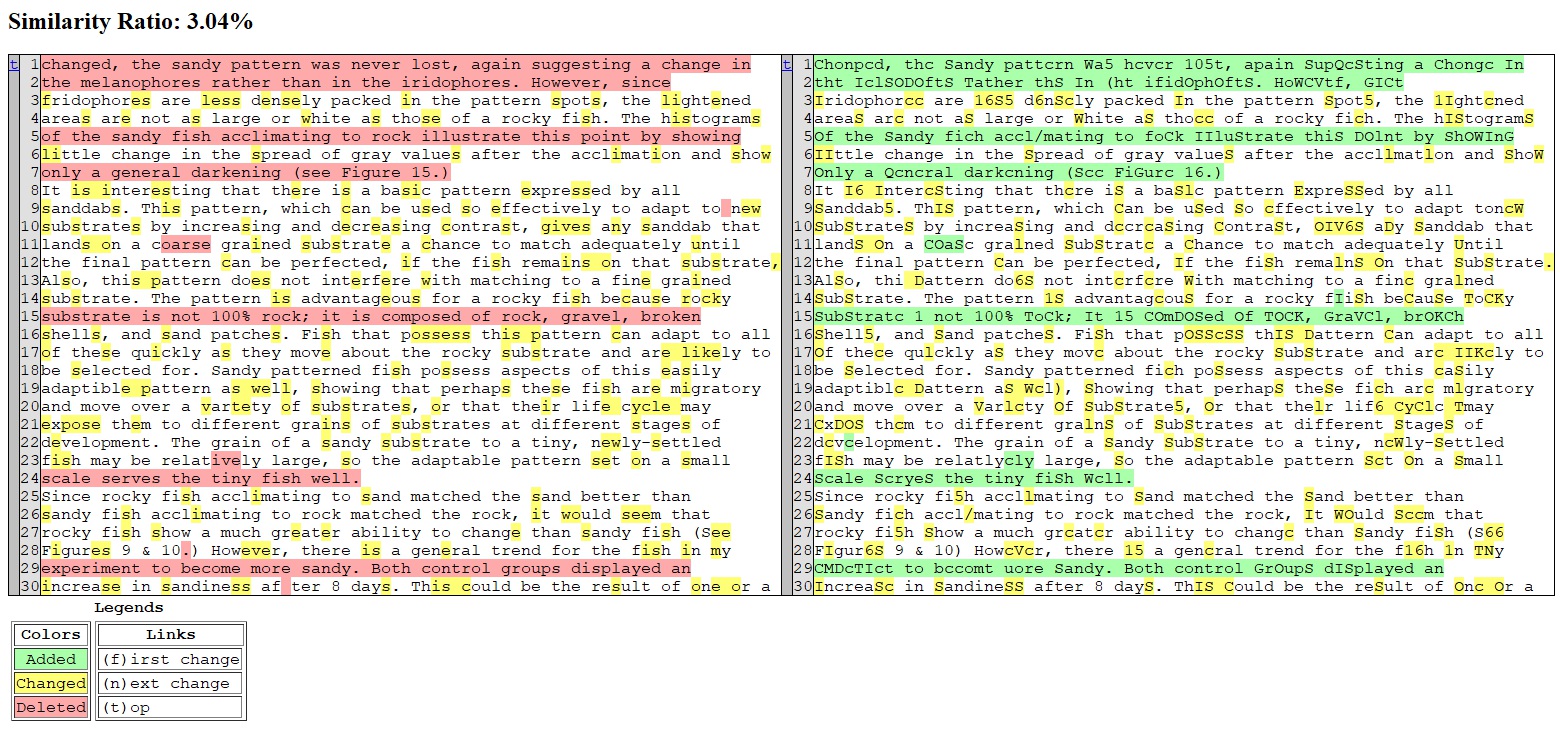 Similarity Ratio: 3.04%
t 1 changed, the sandy pattern was never lost, again suggesting a change in
2 the melanophores rather than in the iridophores. However, since
3 fridophores are less densely packed in the pattern spots, the lightened
4 areas are not as large or white as those of a rocky fish. The histograms
5 of the sandy fish acclimating to rock illustrate this point by showing
6 little change in the spread of gray values after the acclimation and show
7 only a general darkening (see Figure 15.)
8 It is interesting that there is a basic pattern expressed by all
9 sanddabs. This pattern, which can be used so effectively to adapt to new
10 substrates by increasing and decreasing contrast, gives any sanddab that
11 lands on a coarse grained substrate a chance to match adequately until
12 the final pattern can be perfected, if the fish remains on that substrate,
13 Also, this pattern does not interfere with matching to a fine grained
14 substrate. The pattern is advantageous for a rocky fish because rocky
15 substrate is not 100% rock; it is composed of rock, gravel, broken
16 shells, and sand patches. Fish that possess this pattern can adapt to all
17 of these quickly as they move about the rocky substrate and are likely to
18 be selected for. Sandy patterned fish possess aspects of this easily
19 adaptible pattern as well, showing that perhaps these fish are migratory
20 and move over a vartety of substrates, or that their life cycle may
21 expose them to different grains of substrates at different stages of
22 development. The grain of a sandy substrate to a tiny, newly-settled
23 fish may be relatively large, so the adaptable pattern set on a small
24 scale serves the tiny fish well.
25 Since rocky fish acclimating to sand matched the sand better than
26 sandy fish acclimating to rock matched the rock, it would seem that
27 rocky fish show a much greater ability to change than sandy fish (See
28 Figures 9 & 10.) However, there is a general trend for the fish in my
29 experiment to become more sandy. Both control groups displayed an
30 increase in sandiness af ter 8 days. This could be the result of one or a
t 1 Chonpcd, thc Sandy pattcrn Wa5 hcvcr 105t, apain SupQcSting a Chongc In
2 tht IclSODOftS Tather thS In (ht ifidOphOftS. HoWCVtf, GICt
3 Iridophorcc are 16S5 d6nScly packed In the pattern Spot5, the 1Ightcned
4 areaS arc not aS large or White aS thocc of a rocky fich. The hIStogramS
5 Of the Sandy fich accl/mating to foCk IIluStrate thiS DOlnt by ShOWInG
6 IIttle change in the Spread of gray valueS after the acclImatIon and ShoW
7 Only a Qcncral darkcning (Scc FiGurc 16.)
8 It I6 IntercSting that thcre iS a baSlc pattern ExpreSSed by all
9 Sanddab5. ThIS pattern, which Can be uSed So cffectively to adapt toncW
10 SubStrateS by increaSing and dccrcaSing ContraSt, OIV6S aDy Sanddab that
11 landS On a COaSc graIned SubStratc a Chance to match adequately Until
12 the final pattern Can be perfected, If the fiSh remaInS On that SubStrate.
13 AlSo, thi Dattern do6S not intcrfcre With matching to a finc graIned
14 SubStrate. The pattern 1S advantagcouS for a rocky fIiSh beCauSe ToCKy
15 SubStratc 1 not 100% ToCk; It 15 COmDOSed Of TOCK, GraVCl, brOKCh
16 Shell5, and Sand patcheS. FiSh that pOSScSS thIS Dattern Can adapt to all
17 Of thece quIckly aS they movc about the rocky SubStrate and arc IIKcly to
18 be Selected for. Sandy patterned fich poSsess aspects of this caSily
19 adaptiblc Dattern aS Wcl), Showing that perhapS theSe fich arc mIgratory
20 and move over a VarIcty Of SubStrate5, Or that theIr lif6 CyClc Tmay
21 CxDOS thcm to different graInS of SubStrates at different StageS of
22 dcvcelopment. The grain of a Sandy SubStrate to a tiny, ncWly-Settled
23 fISh may be relatlycly large, So the adaptable pattern Sct On a Small
24 Scale ScryeS the tiny fiSh Wcll.
25 Since rocky fi5h acclImating to Sand matched the Sand better than
26 Sandy fich accl/mating to rock matched the rock, It WOuld Sccm that
27 rocky fi5h Show a much grcatcr ability to changc than Sandy fiSh (S66
28 FIgur6S 9 & 10) HowcVcr, there 15 a gencral trend for the f16h 1n TNy
29 CMDcTIct to bccomt uore Sandy. Both control GrOupS dISplayed an
30 IncreaSc in SandineSS after 8 dayS. ThIS Could be the reSult of Onc Or a
Legends
Colors Links
Added (f)irst change
Changed (n)ext change
Deleted (t)op